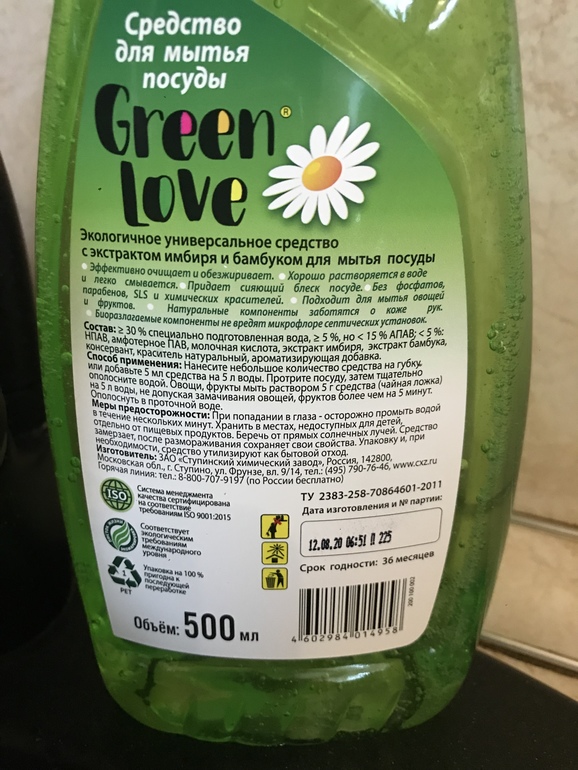 Средство
для мытья
посуды
Green®
Love
Экологичное универсальное средство
с экстрактом имбиря и бамбуком для мытья посуды
Эффективно очищает и обезжиривает. Хорошо растворяется в воде
и легко смывается. Придает сияющий блеск посуде. Без фосфатов,
парабенов, SLS и химических красителей. Подходит для мытья овощей
и фруктов. Натуральные компоненты заботятся о коже рук.
Биоразлагаемые компоненты не вредят микрофлоре септических установок.
Состав: ≥ 30 % специально подготовленная вода, ≥ 5 %, но < 15 % АПАВ; < 5 %:
НПАВ, амфотерное ПАВ, молочная кислота, экстракт имбиря, экстракт бамбука,
консервант, краситель натуральный, ароматизирующая добавка.
Способ применения: Нанесите небольшое количество средства на губку,
или добавьте 5 мл средства на 5 л воды. Протрите посуду, затем тщательно
ополосните водой. Овощи, фрукты мыть раствором 5 г средства (чайная ложка)
на 5 л воды, не допуская замачивания овощей, фруктов более чем на 5 минут.
Ополоснуть в проточной воде.
Меры предосторожности: При попадании в глаза - осторожно промыть водой
в течение нескольких минут. Хранить в местах, недоступных для детей,
отдельно от пищевых продуктов. Беречь от прямых солнечных лучей. Средство
замерзает, после размораживания сохраняет свои свойства. Упаковку и, при
необходимости, средство утилизируют как бытовой отход.
Изготовитель: ЗАО «Ступинский химический завод», Россия, 142800,
Московская обл., г. Ступино, ул. Фрунзе, вл. 9/14, тел.: (495) 790-76-46, www.cxz.ru
Горячая линия: тел.: 8-800-707-9197 (по России бесплатно)
ISO
Система менеджмента
качества сертифицирована
на соответствие
требованиям ISO 9001:2015
Соответствует
экологическим
требованиям
международного
уровня
1
PET
Упаковка на 100 %
пригодна к
последующей
переработке
Объём: 500 мл
ТУ 2383-258-70864601-2011
Дата изготовления и № партии:
12.08.20 06:51 Л 225
Срок годности: 36 месяцев
4 602984 014958
200 100 002